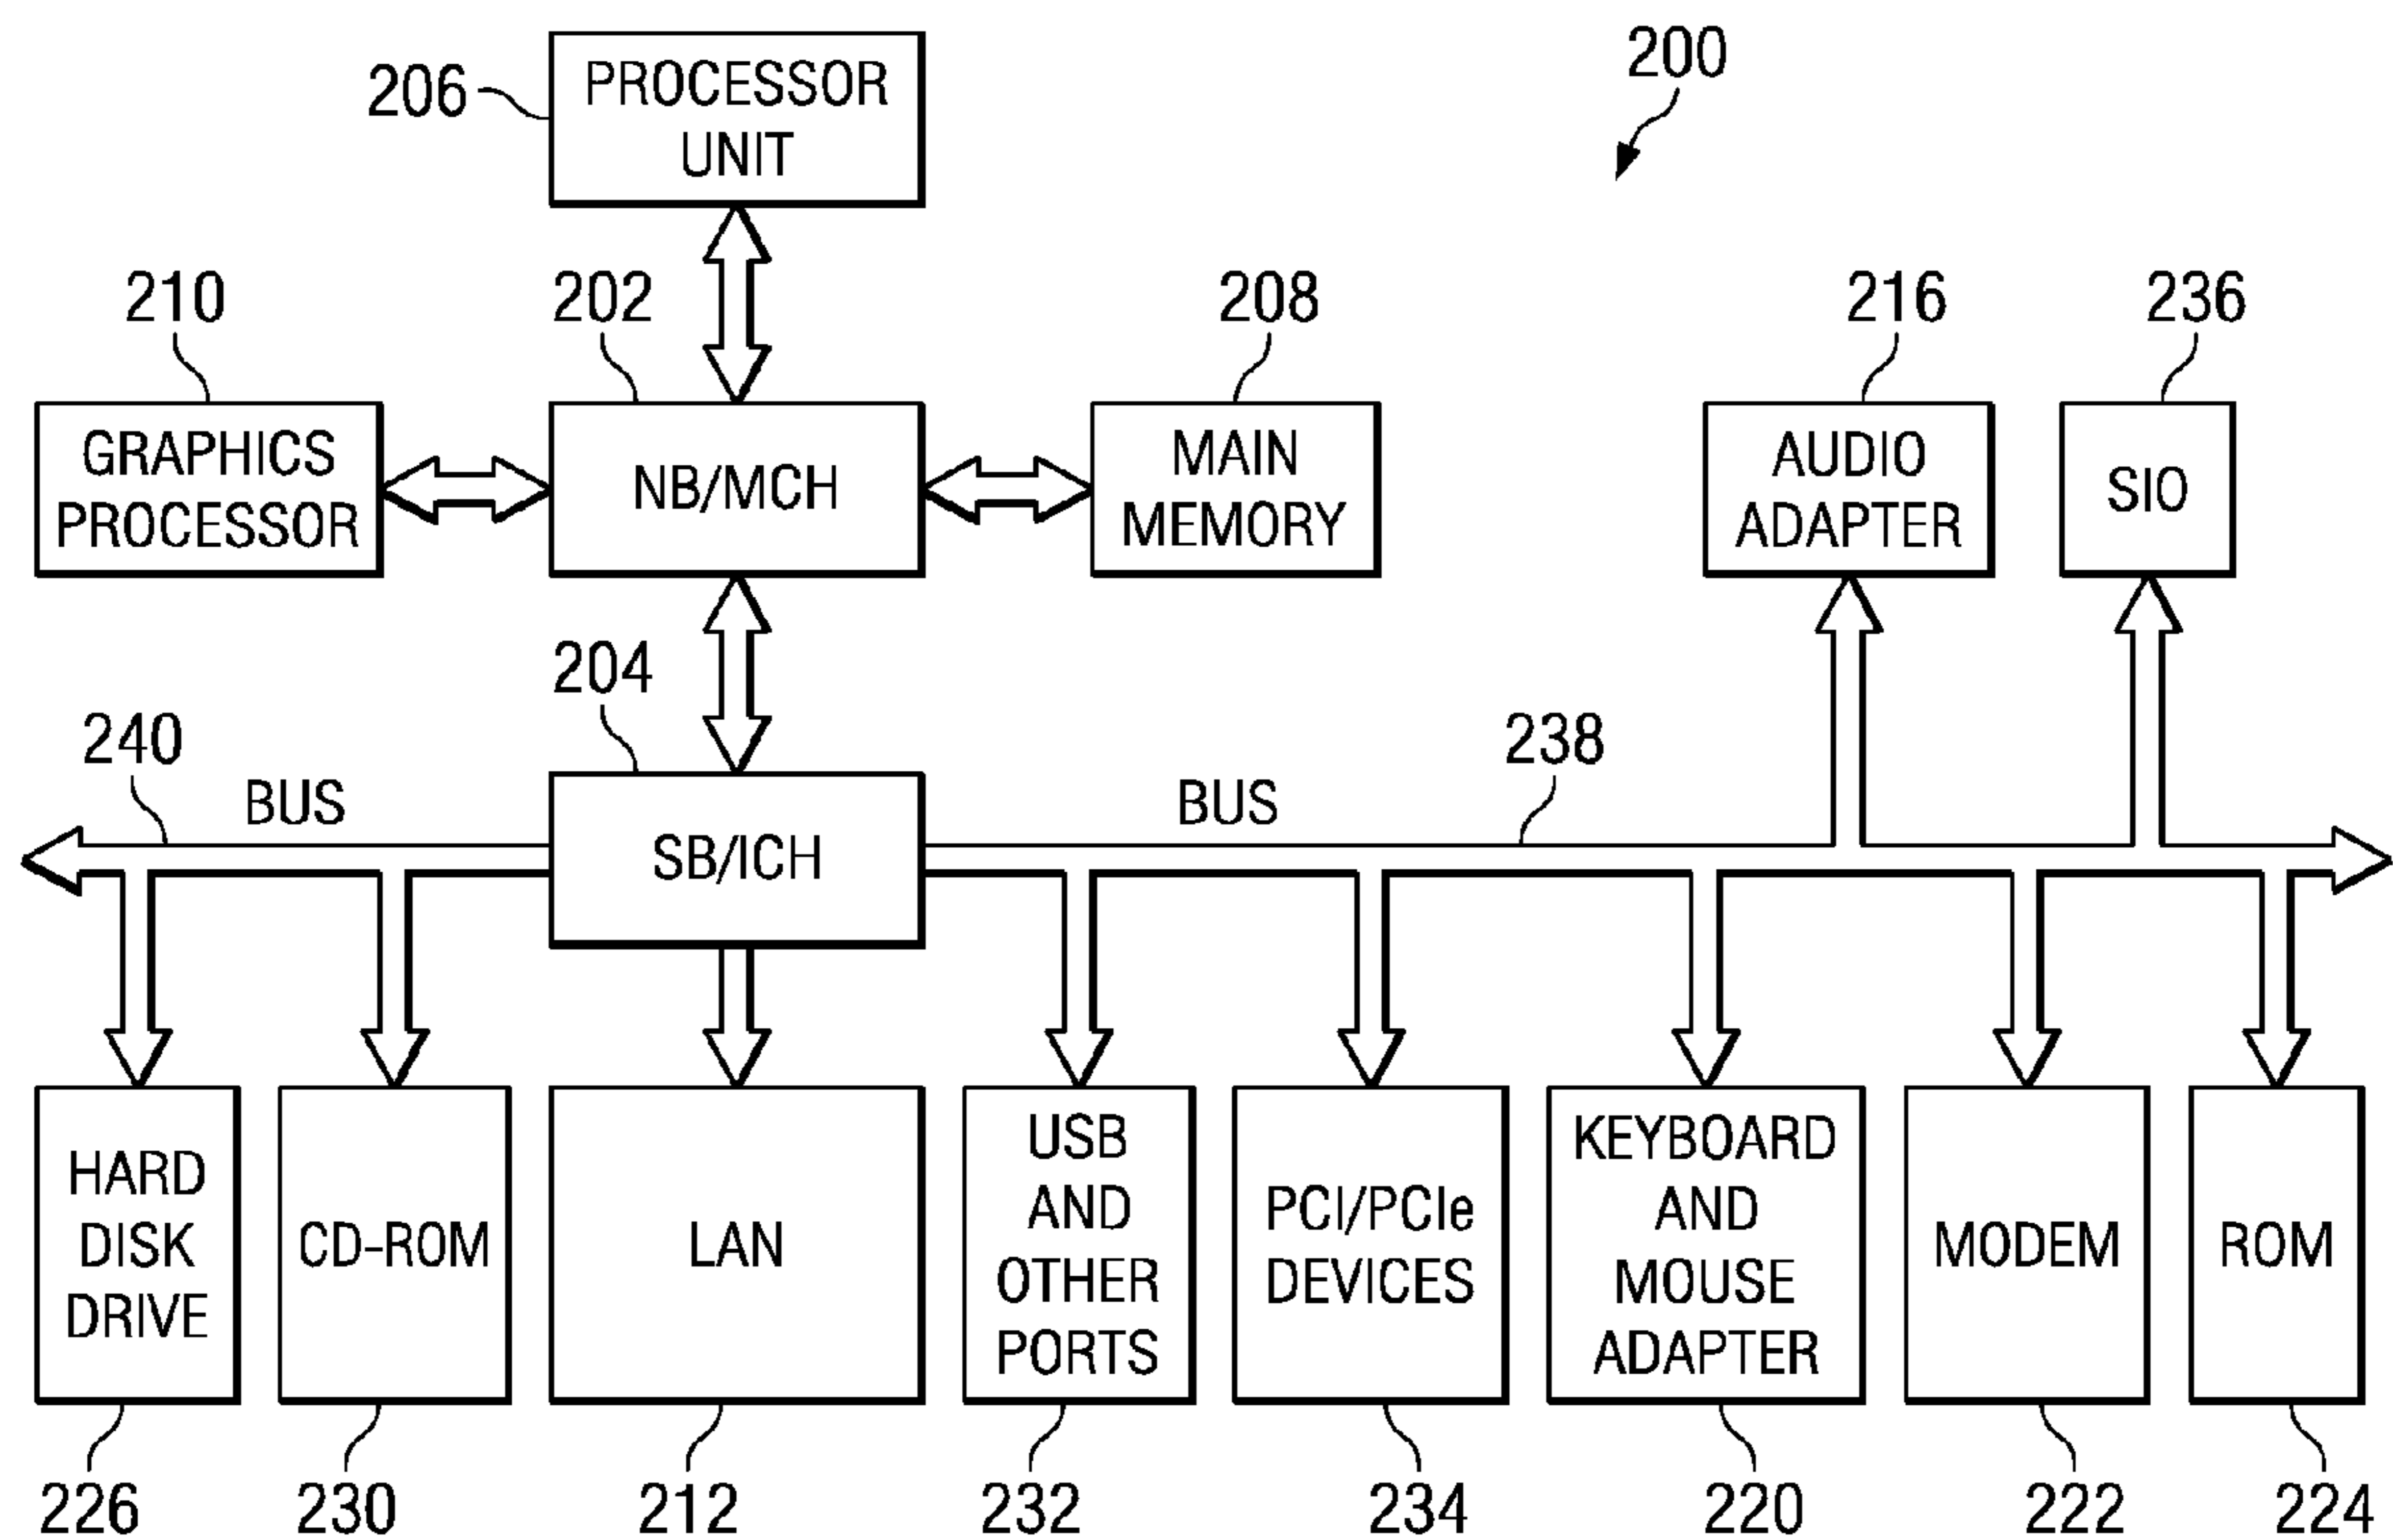 200
206
PROCESSOR
UNIT
210
202
208
216
236
GRAPHICS
PROCESSOR
NB/MCH
MAIN
MEMORY
AUDIO
ADAPTER
SIO
204
240
BUS
SB/ICH
BUS
238
HARD
DISK
DRIVE
CD-ROM
LAN
USB
AND
OTHER
PORTS
PCI/PCIe
DEVICES
KEYBOARD
AND
MOUSE
ADAPTER
MODEM
ROM
226
230
212
232
234
220
222
224